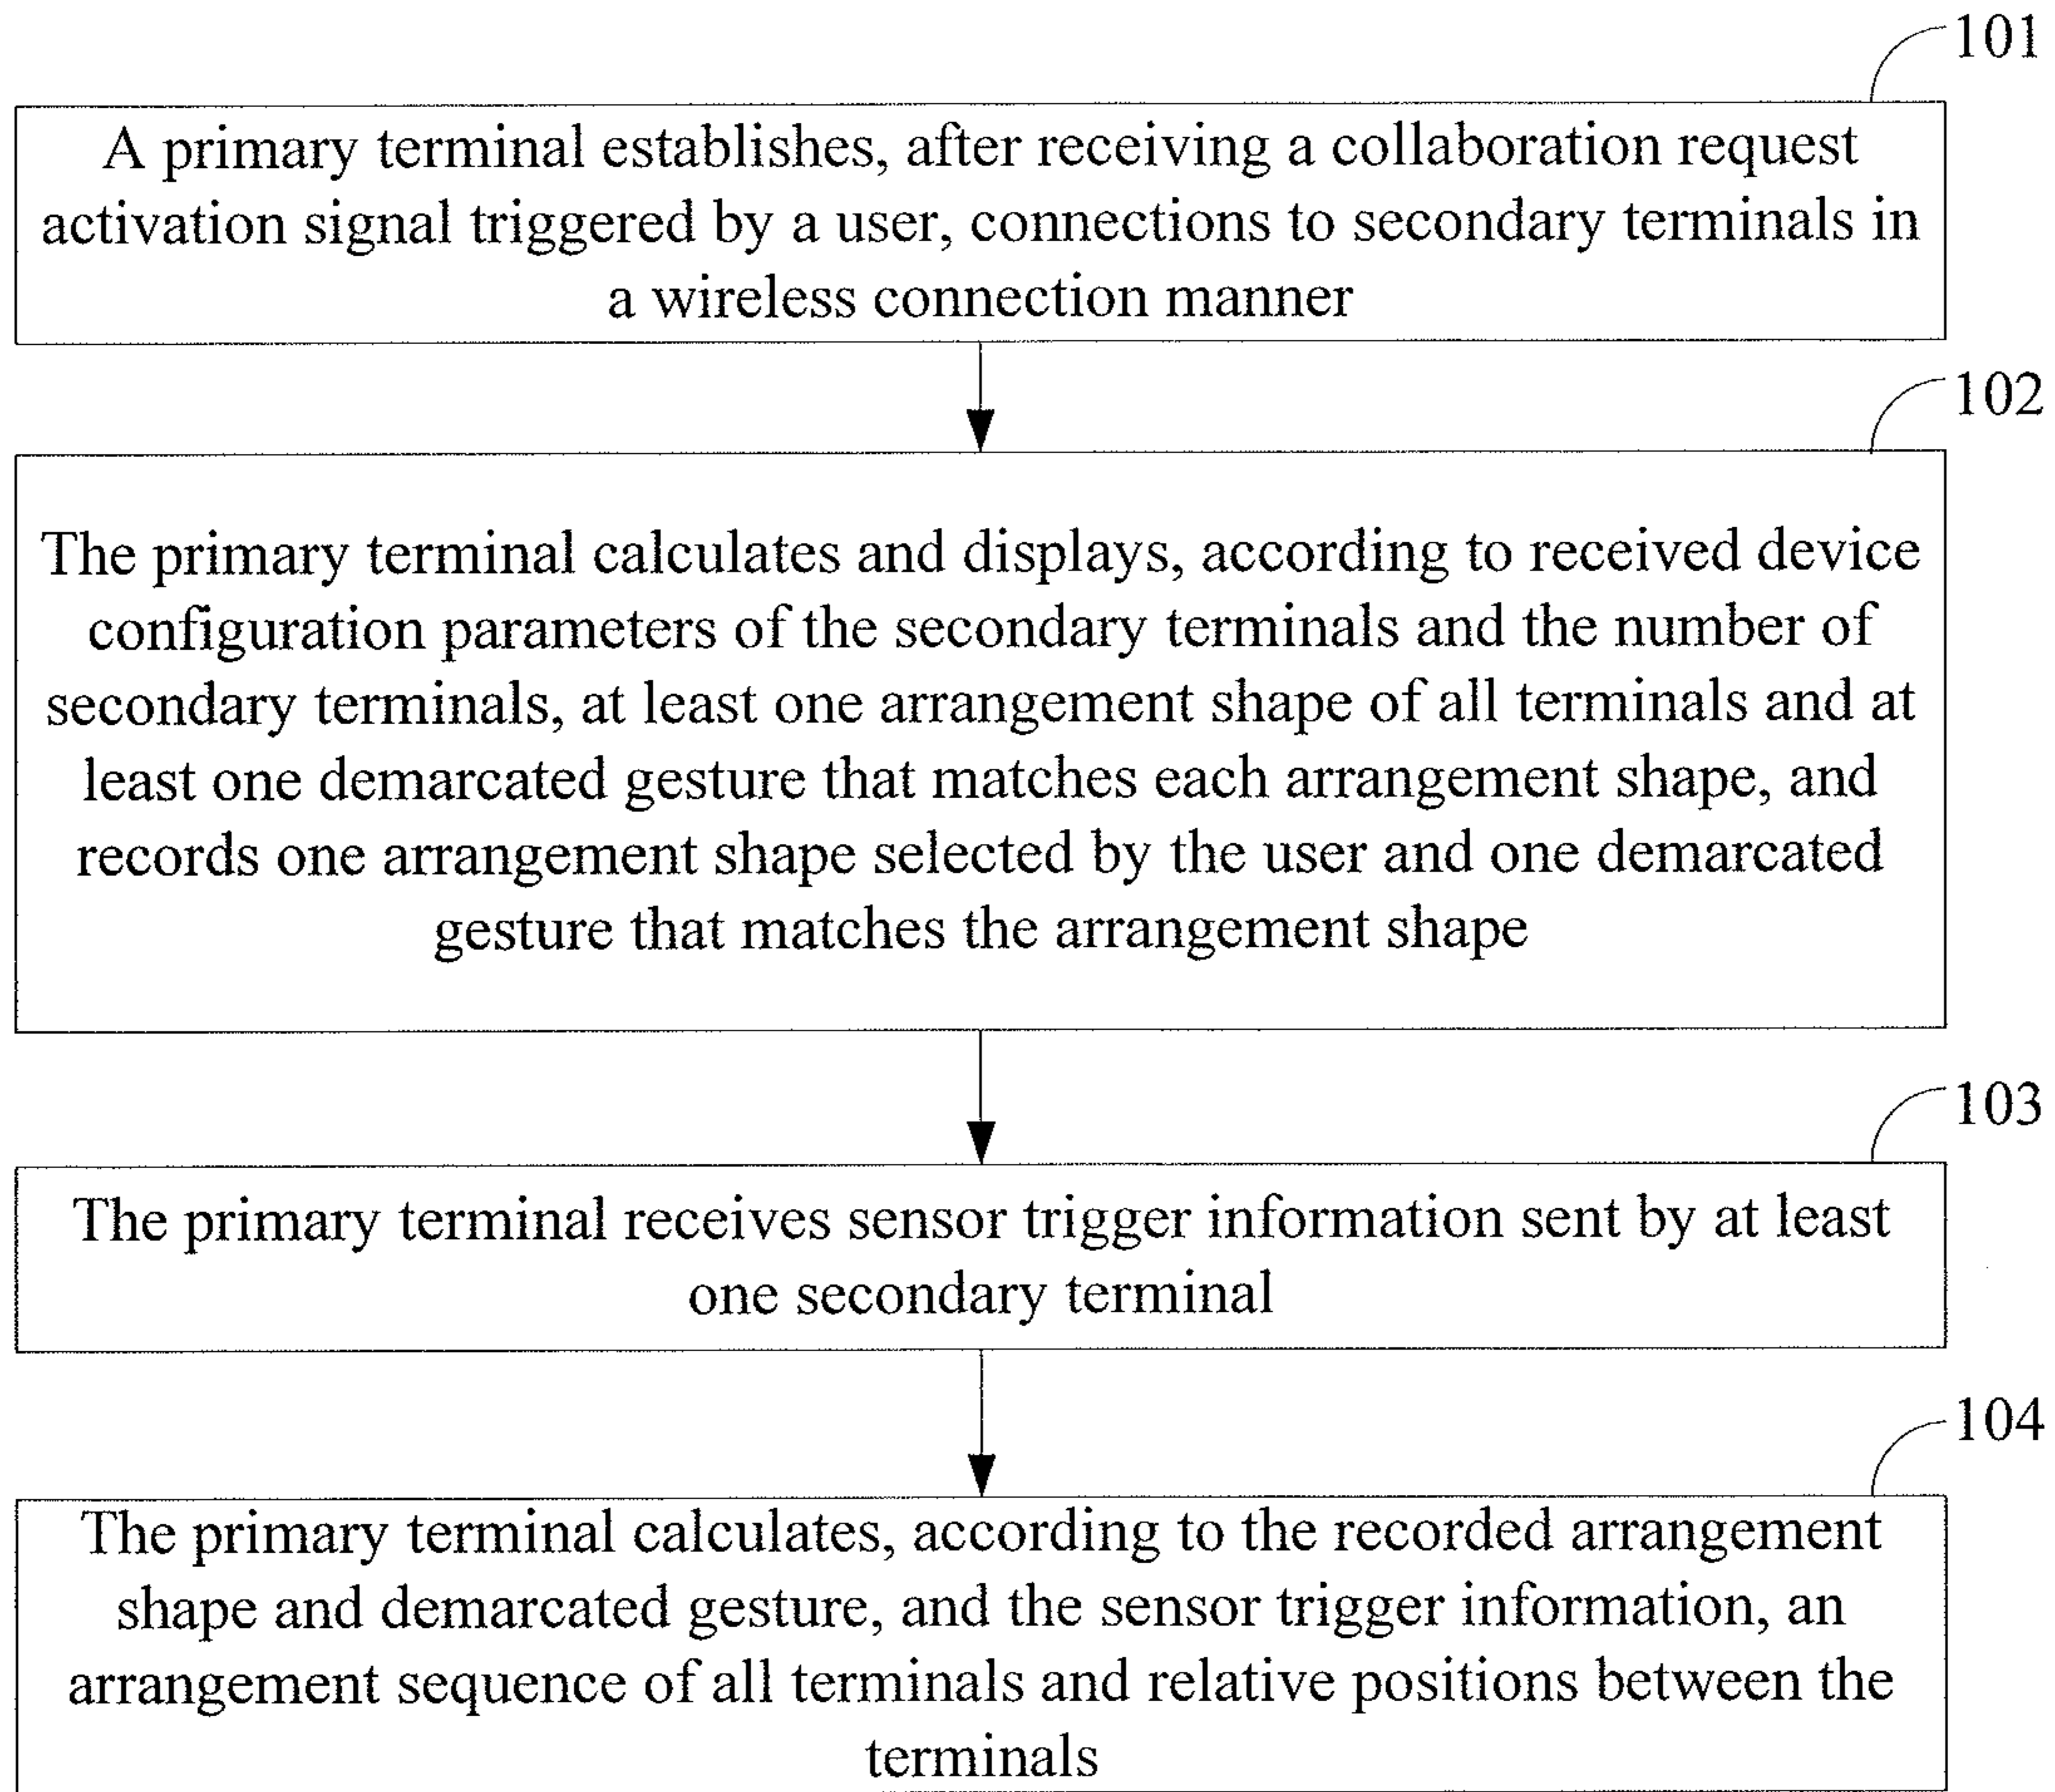 101
A primary terminal establishes, after receiving a collaboration request
activation signal triggered by a user, connections to secondary terminals in
a wireless connection manner
102
The primary terminal calculates and displays, according to received device
configuration parameters of the secondary terminals and the number of
secondary terminals, at least one arrangement shape of all terminals and at
least one demarcated gesture that matches each arrangement shape, and
records one arrangement shape selected by the user and one demarcated
gesture that matches the arrangement shape
103
The primary terminal receives sensor trigger information sent by at least
one secondary terminal
104
The primary terminal calculates, according to the recorded arrangement
shape and demarcated gesture, and the sensor trigger information, an
arrangement sequence of all terminals and relative positions between the
terminals